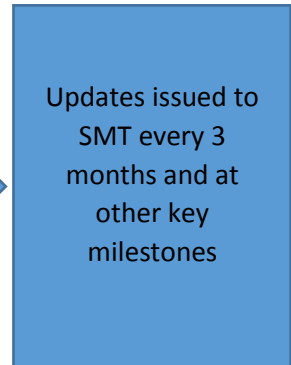 Updates issued to
SMT every 3
months and at
other key
milestones